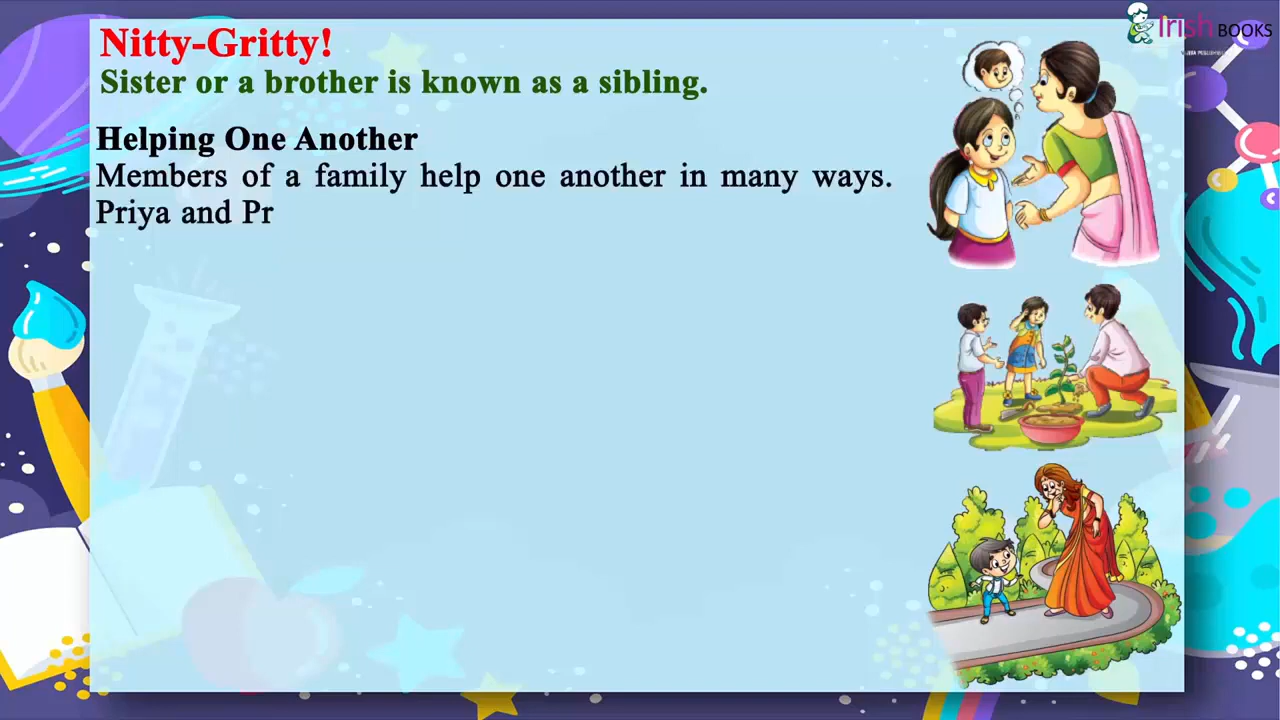 Irish BOOKS
Nitty-Gritty!
Sister or a brother is known as a sibling.
Helping One Another
Members of a family help one another in many ways.
Priya and Pr